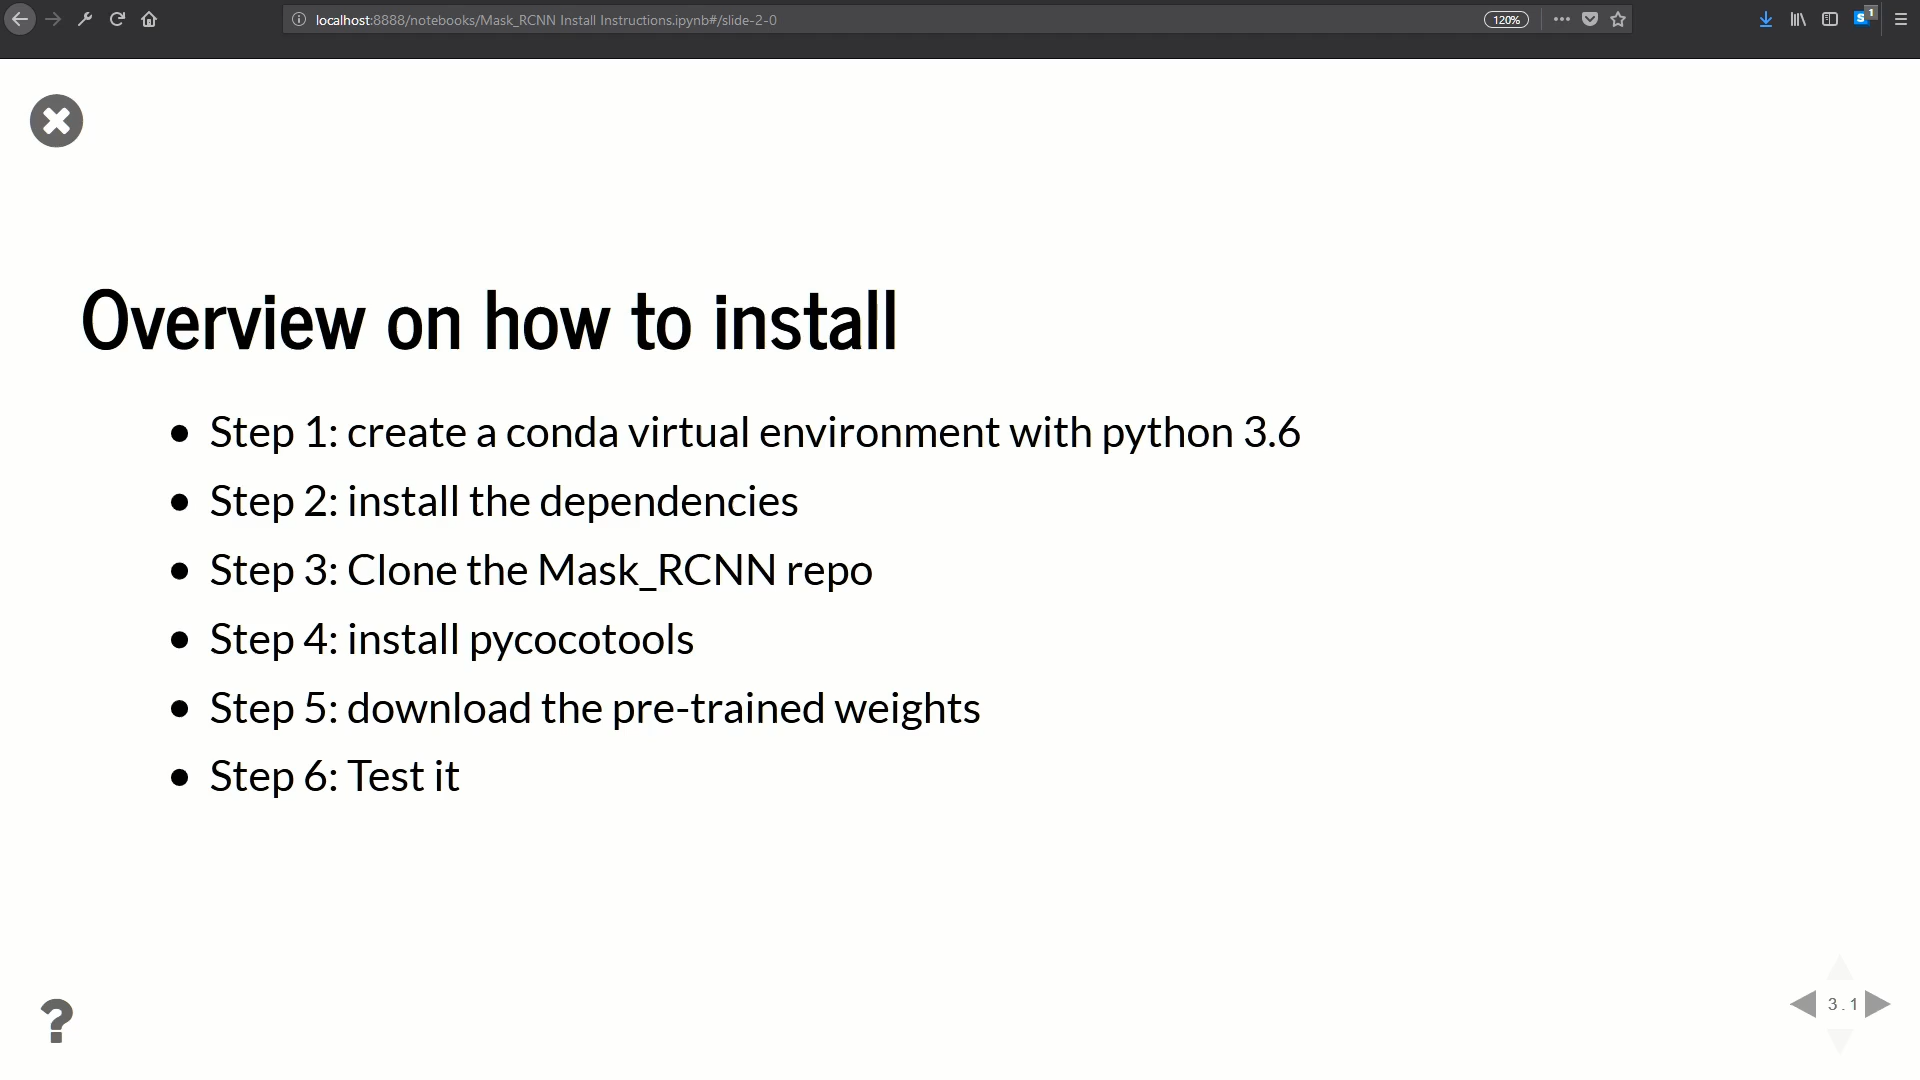 localhost:8888/notebooks/Mask_RCNN Install Instructions.ipynb#/slide-2-0
120%
S 1
Overview on how to install
• Step 1: create a conda virtual environment with python 3.6
• Step 2: install the dependencies
• Step 3: Clone the Mask_RCNN repo
• Step 4: install pycocotools
• Step 5: download the pre-trained weights
• Step 6: Test it
?
3.1